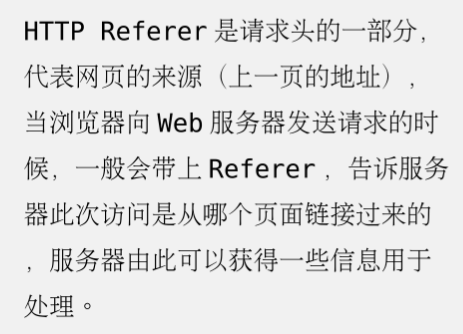 HTTP Referer 是请求头的一部分,
代表网页的来源（上一页的地址）,
当浏览器向 Web 服务器发送请求的时
候，一般会带上 Referer ，告诉服务
器此次访问是从哪个页面链接过来的
，服务器由此可以获得一些信息用于
处理。